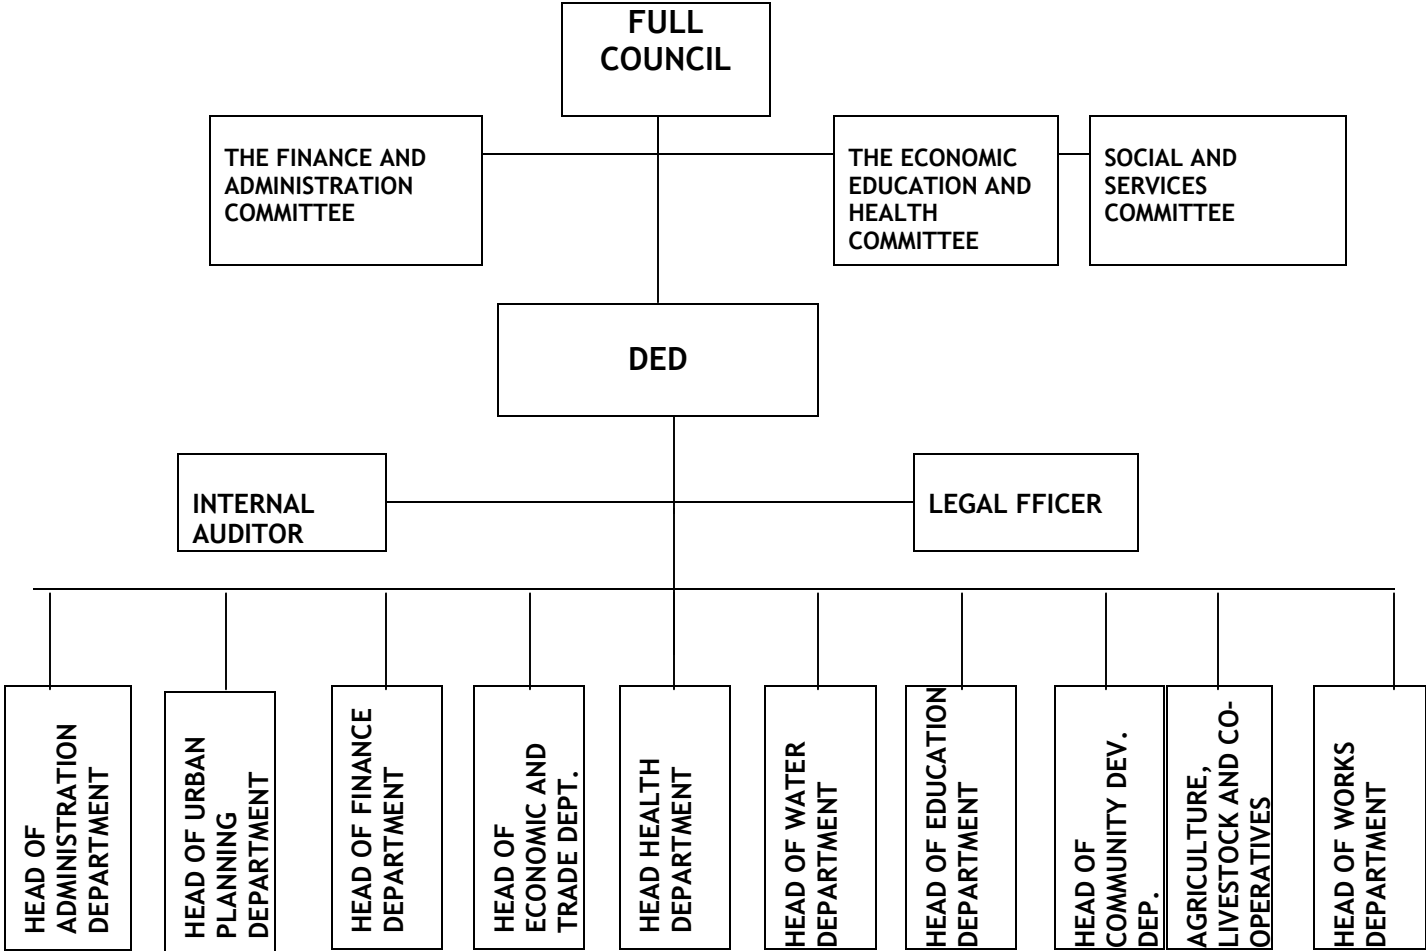 FULL
COUNCIL
THE FINANCE AND
ADMINISTRATION
COMMITTEE
THE ECONOMIC
EDUCATION AND
HEALTH
COMMITTEE
SOCIAL AND
SERVICES
COMMITTEE
DED
INTERNAL
AUDITOR
LEGAL FFICER
HEAD OF
ADMINISTRATION
DEPARTMENT
HEAD OF URBAN
PLANNING
DEPARTMENT
HEAD OF FINANCE
DEPARTMENT
HEAD OF
ECONOMIC AND
TRADE DEPT.
HEAD HEALTH
DEPARTMENT
HEAD OF WATER
DEPARTMENT
HEAD OF EDUCATION
DEPARTMENT
HEAD OF
COMMUNITY DEV.
DEP.
AGRICULTURE,
LIVESTOCK AND CO-
OPERATIVES
HEAD OF WORKS
DEPARTMENT